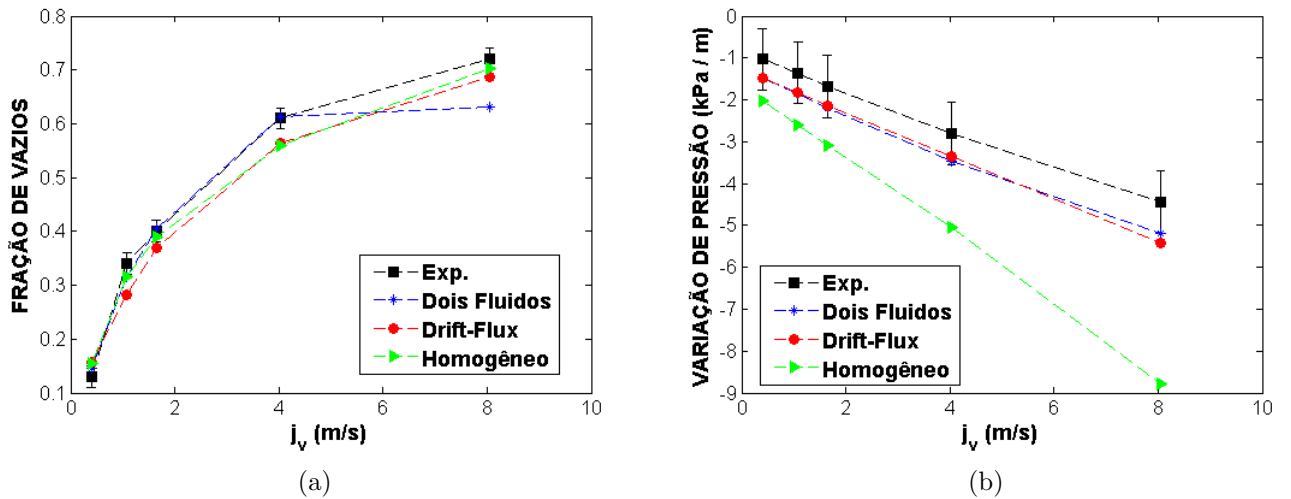 0.8
0.7
0.6
0.5
0.4
0.3
0.2
0.1
0
2
4
6
8
10
FRAÇÃO DE VAZIOS
jv (m/s)
Exp.
Dois Fluidos
Drift-Flux
Homogêneo
(a)
0
-1
-2
-3
-4
-5
-6
-7
-8
-9
0
2
4
6
8
10
VARIAÇÃO DE PRESSÃO (kPa / m)
jv (m/s)
Exp.
Dois Fluidos
Drift-Flux
Homogêneo
(b)